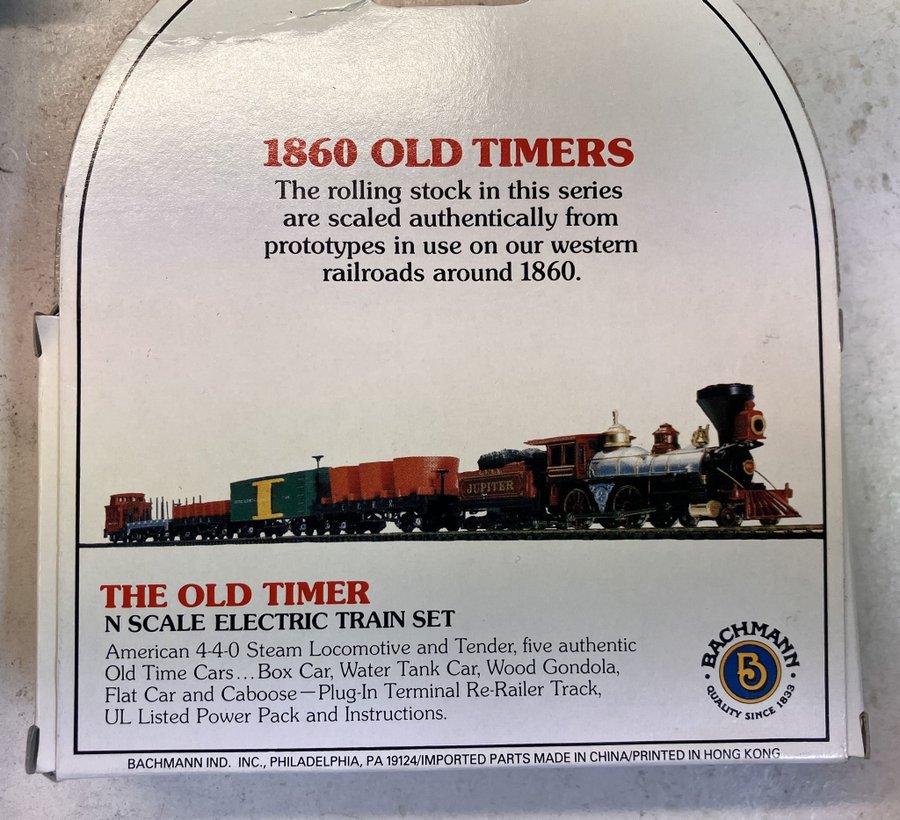 1860 OLD TIMERS
The rolling stock in this series
are scaled authentically from
prototypes in use on our western
railroads around 1860.
JUPITER
I
THE OLD TIMER
N SCALE ELECTRIC TRAIN SET
American 4-4-0 Steam Locomotive and Tender, five authentic
Old Time Cars...Box Car, Water Tank Car, Wood Gondola,
Flat Car and Caboose—Plug-In Terminal Re-Railer Track,
UL Listed Power Pack and Instructions.
BACHMANN
B
• QUALITY SINCE 1833 •
BACHMANN IND. INC., PHILADELPHIA, PA 19124/IMPORTED PARTS MADE IN CHINA/PRINTED IN HONG KONG